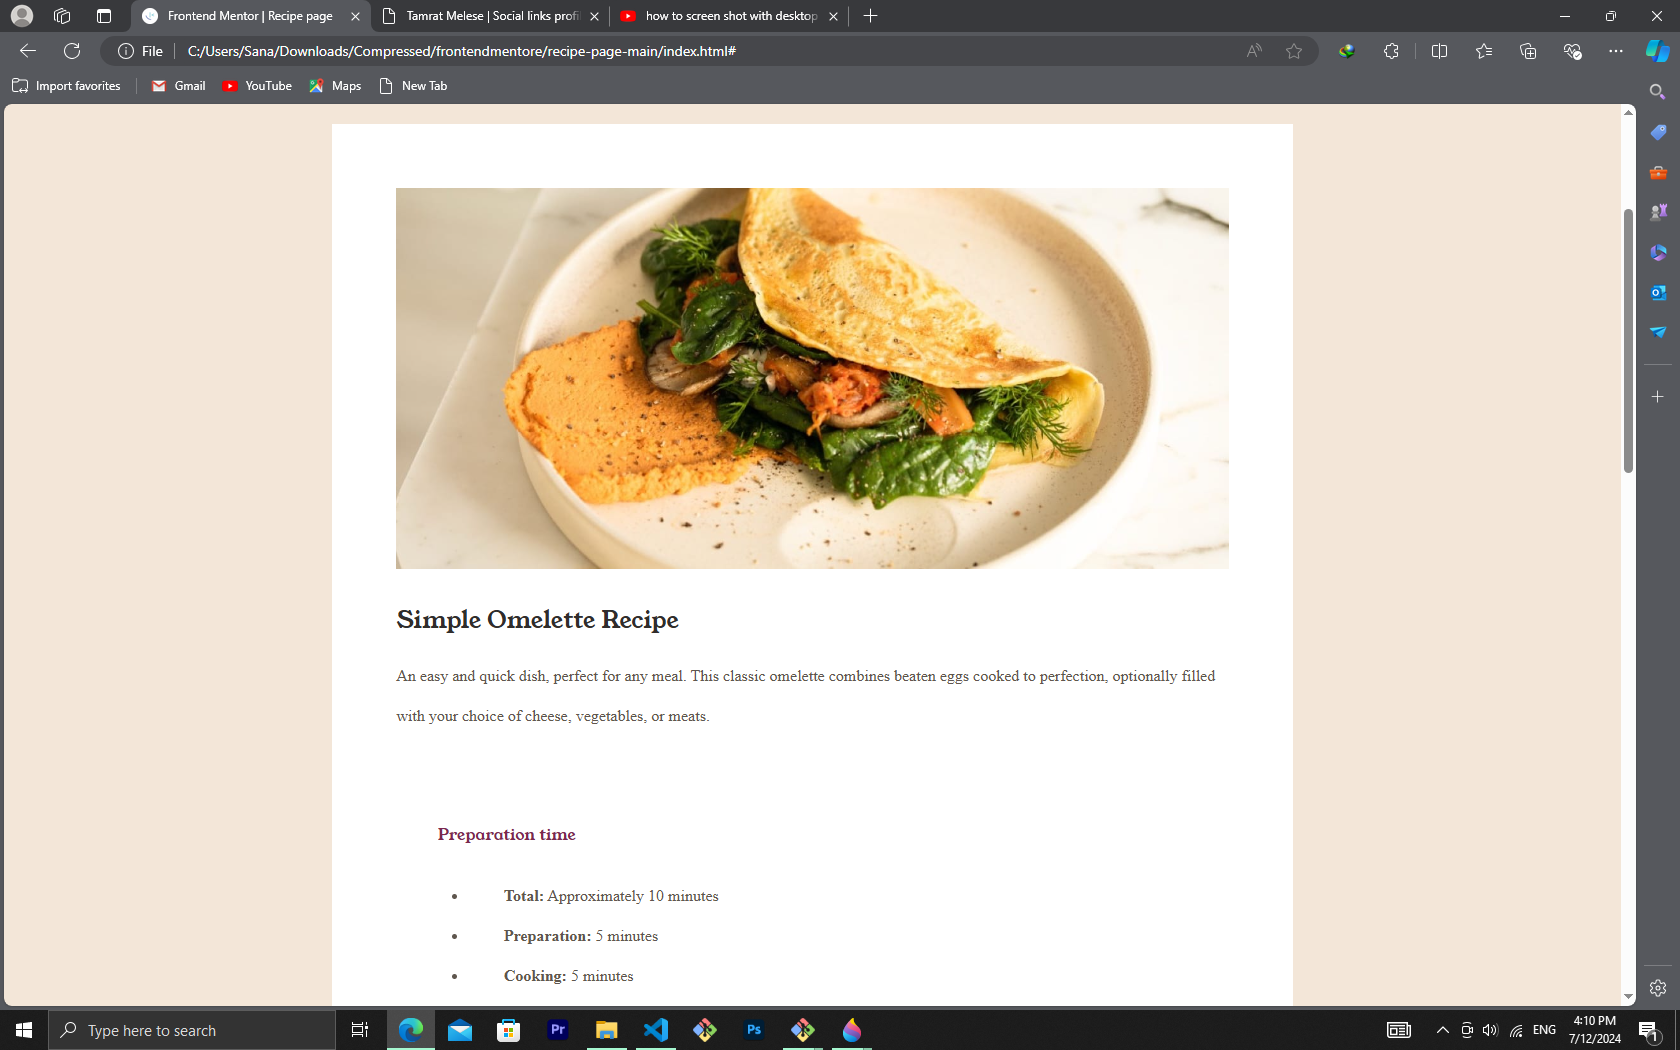 Frontend Mentor | Recipe page
Tamrat Melese | Social links profi
how to screen shot with desktop
File
C:/Users/Sana/Downloads/Compressed/frontendmentore/recipe-page-main/index.html#
Import favorites
Gmail
YouTube
Maps
New Tab
Simple Omelette Recipe
An easy and quick dish, perfect for any meal. This classic omelette combines beaten eggs cooked to perfection, optionally filled
with your choice of cheese, vegetables, or meats.
Preparation time
• Total: Approximately 10 minutes
• Preparation: 5 minutes
• Cooking: 5 minutes
Type here to search
Pr
Ps
ENG
4:10 PM
7/12/2024
1